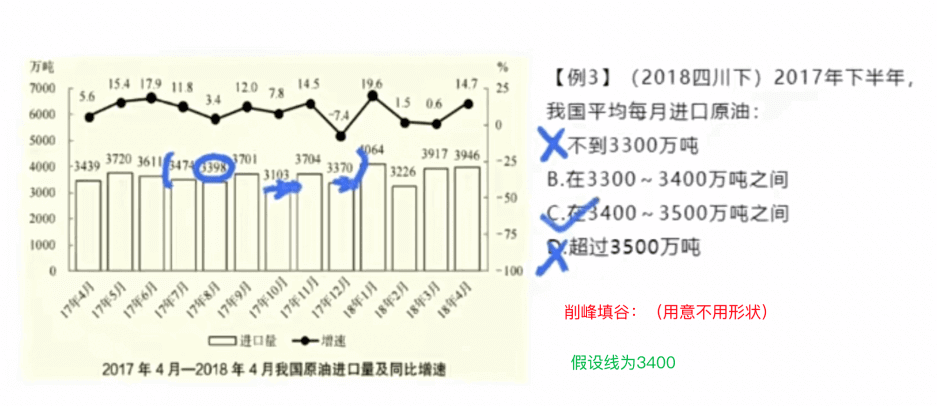 万吨
%
7000
6000
5000
4000
3000
2000
1000
0
25
0
-25
-50
-75
-100
5.6 15.4 17.9 11.8 3.4 12.0 7.8 14.5 -7.4 19.6 1.5 0.6 14.7
3439 3720 3611 3474 3398 3701 3103 3704 3370 4064 3226 3917 3946
17年4月 17年5月 17年6月 17年7月 17年8月 17年9月 17年10月 17年11月 17年12月 18年1月 18年2月 18年3月 18年4月
进口量 增速
2017 年 4 月—2018 年 4 月我国原油进口量及同比增速
【例3】(2018四川下)2017年下半年，
我国平均每月进口原油：
不到3300万吨
B.在3300～3400万吨之间
C.在3400～3500万吨之间
D.超过3500万吨
削峰填谷：（用意不用形状）
假设线为3400